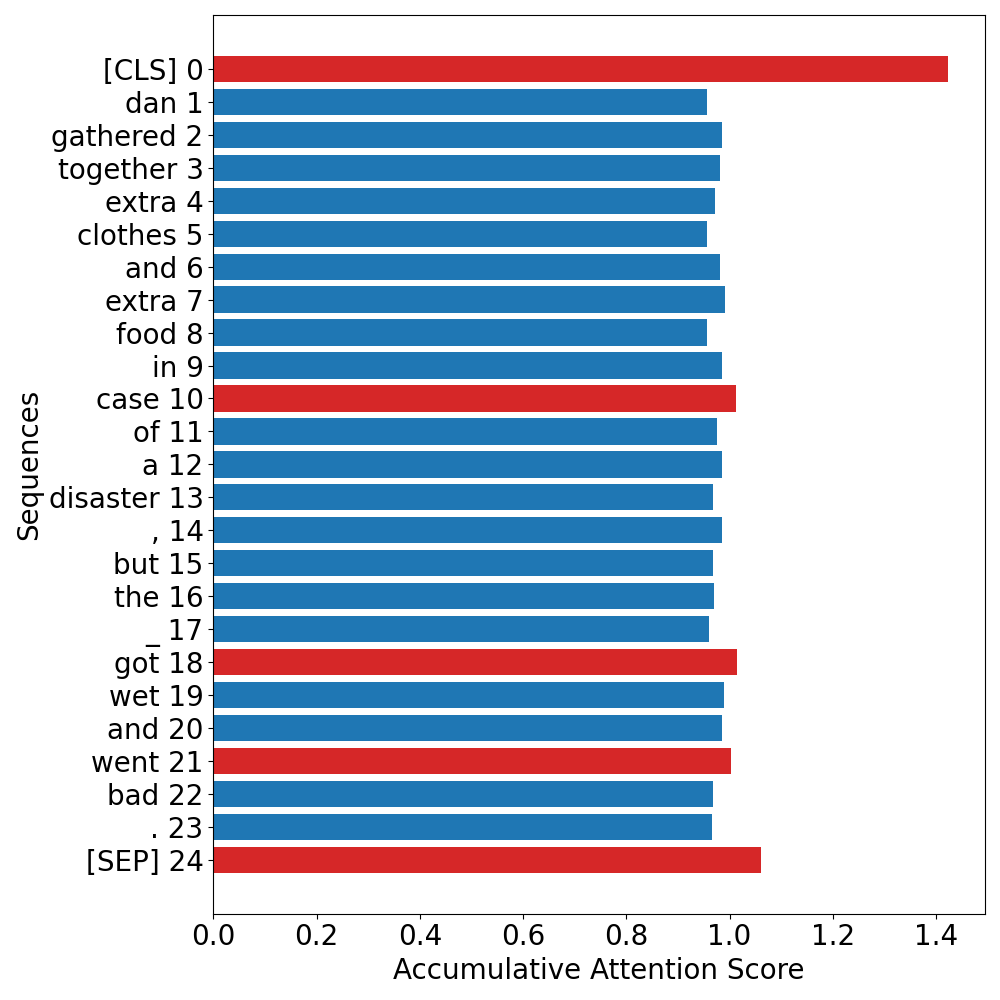 [CLS] 0
dan 1
gathered 2
together 3
extra 4
clothes 5
and 6
extra 7
food 8
in 9
case 10
of 11
a 12
disaster 13
, 14
but 15
the 16
_ 17
got 18
wet 19
and 20
went 21
bad 22
. 23
[SEP] 24
Sequences
0.0 0.2 0.4 0.6 0.8 1.0 1.2 1.4
Accumulative Attention Score